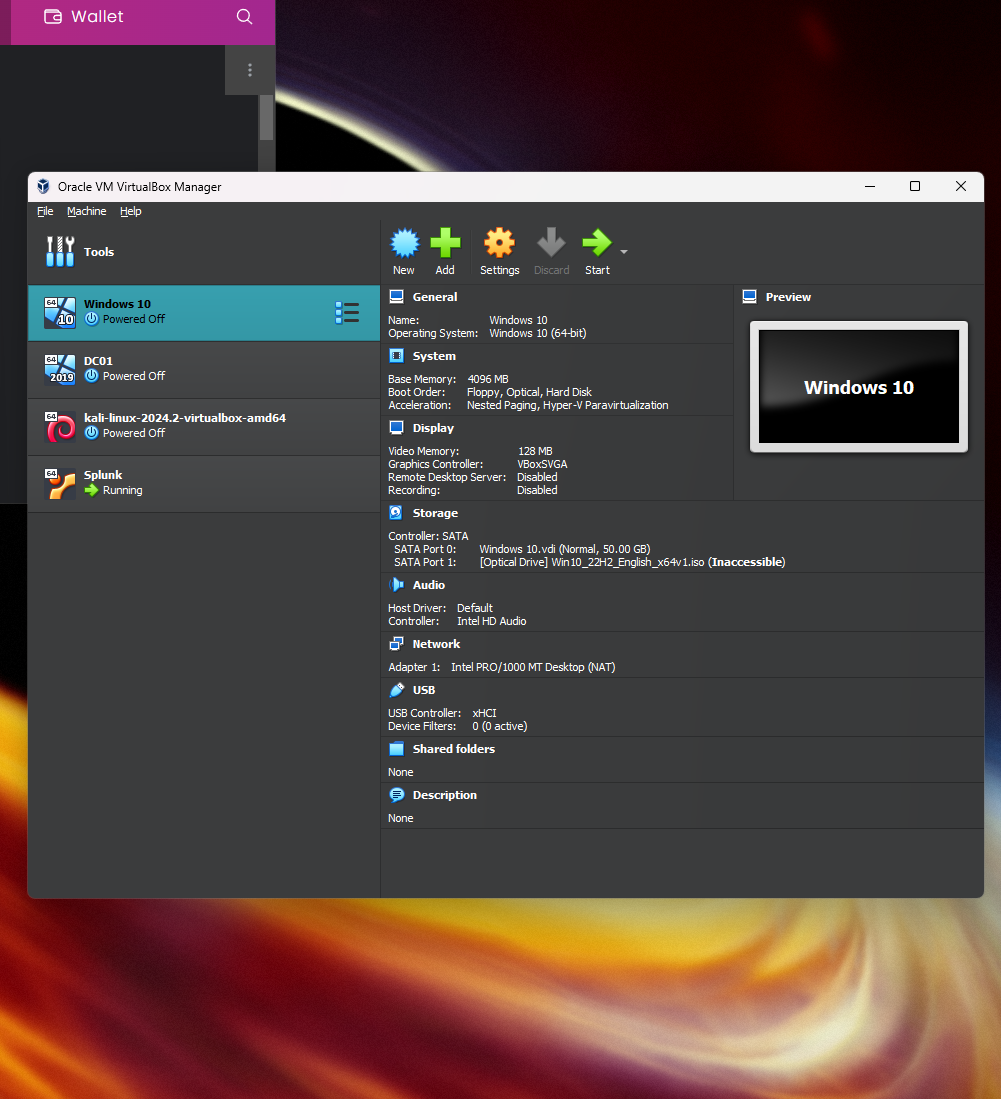 Wallet
Oracle VM VirtualBox Manager
File Machine Help
Tools
New Add Settings Discard Start
64 10 Windows 10
Powered Off
64 2019 DC01
Powered Off
64 kali-linux-2024.2-virtualbox-amd64
Powered Off
64 Splunk
Running
General
Name: Windows 10
Operating System: Windows 10 (64-bit)
System
Base Memory: 4096 MB
Boot Order: Floppy, Optical, Hard Disk
Acceleration: Nested Paging, Hyper-V Paravirtualization
Display
Video Memory: 128 MB
Graphics Controller: VBoxSVGA
Remote Desktop Server: Disabled
Recording: Disabled
Preview
Windows 10
Storage
Controller: SATA
SATA Port 0: Windows 10.vdi (Normal, 50.00 GB)
SATA Port 1: [Optical Drive] Win10_22H2_English_x64v1.iso (Inaccessible)
Audio
Host Driver: Default
Controller: Intel HD Audio
Network
Adapter 1: Intel PRO/1000 MT Desktop (NAT)
USB
USB Controller: xHCI
Device Filters: 0 (0 active)
Shared folders
None
Description
None